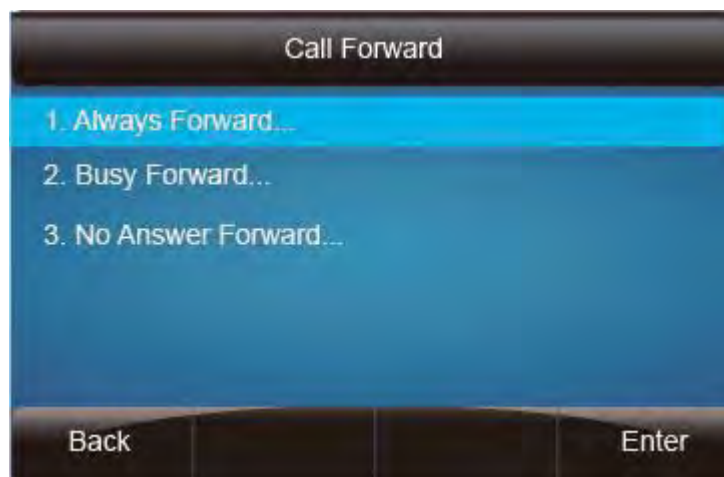 Call Forward
1. Always Forward...
2. Busy Forward...
3. No Answer Forward...
Back Enter